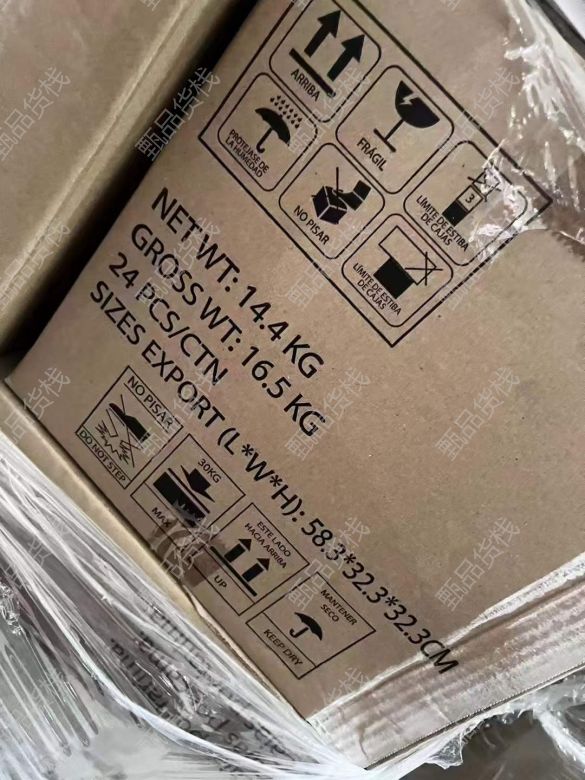 ARRIBA
FRÁGIL
LÍMITE DE ESTIBA
DE CAJAS
3
PROTEJASE DE
LA HUMEDAD
NO PISAR
LÍMITE DE ESTIBA
DE CAJAS
NET WT: 14.4 KG
GROSS WT: 16.5 KG
24 PCS/CTN
SIZES EXPORT (L*W*H): 58.3*32.3*32.3CM
NO PISAR
DO NOT STEP
30KG
MAX
ESTE LADO
HACIA ARRIBA
UP
MANTENER
SECO
KEEP DRY
甄品货栈